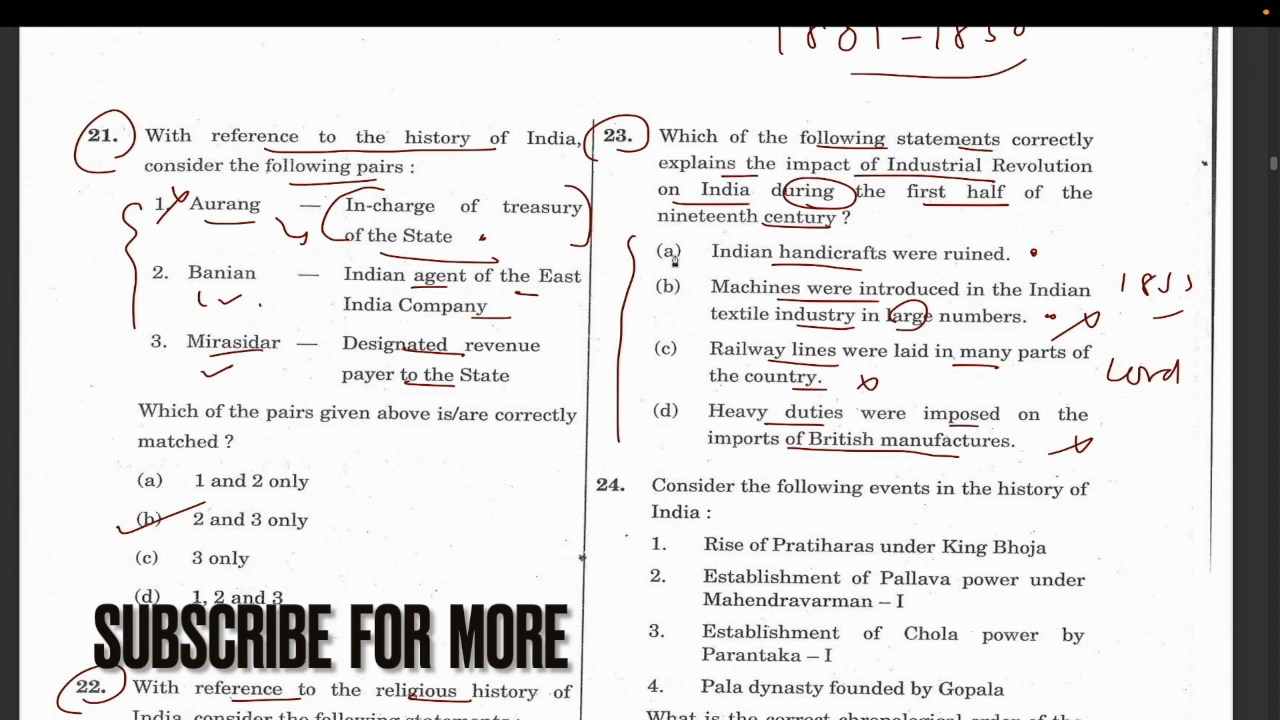 1801-1850
21. With reference to the history of India,
consider the following pairs :
1. Aurang — In-charge of treasury
of the State
2. Banian — Indian agent of the East
India Company
3. Mirasidar — Designated revenue
payer to the State
Which of the pairs given above is/are correctly
matched ?
(a) 1 and 2 only
(b) 2 and 3 only
(c) 3 only
(d) 1, 2 and 3
SUBSCRIBE FOR MORE
22. With reference to the religious history of
India, consider the following statements :
23. Which of the following statements correctly
explains the impact of Industrial Revolution
on India during the first half of the
nineteenth century ?
(a) Indian handicrafts were ruined.
(b) Machines were introduced in the Indian
textile industry in large numbers.
1853
(c) Railway lines were laid in many parts of
the country.
Lord
(d) Heavy duties were imposed on the
imports of British manufactures.
24. Consider the following events in the history of
India :
1. Rise of Pratiharas under King Bhoja
2. Establishment of Pallava power under
Mahendravarman – I
3. Establishment of Chola power by
Parantaka – I
4. Pala dynasty founded by Gopala
What is the correct chronological order of the